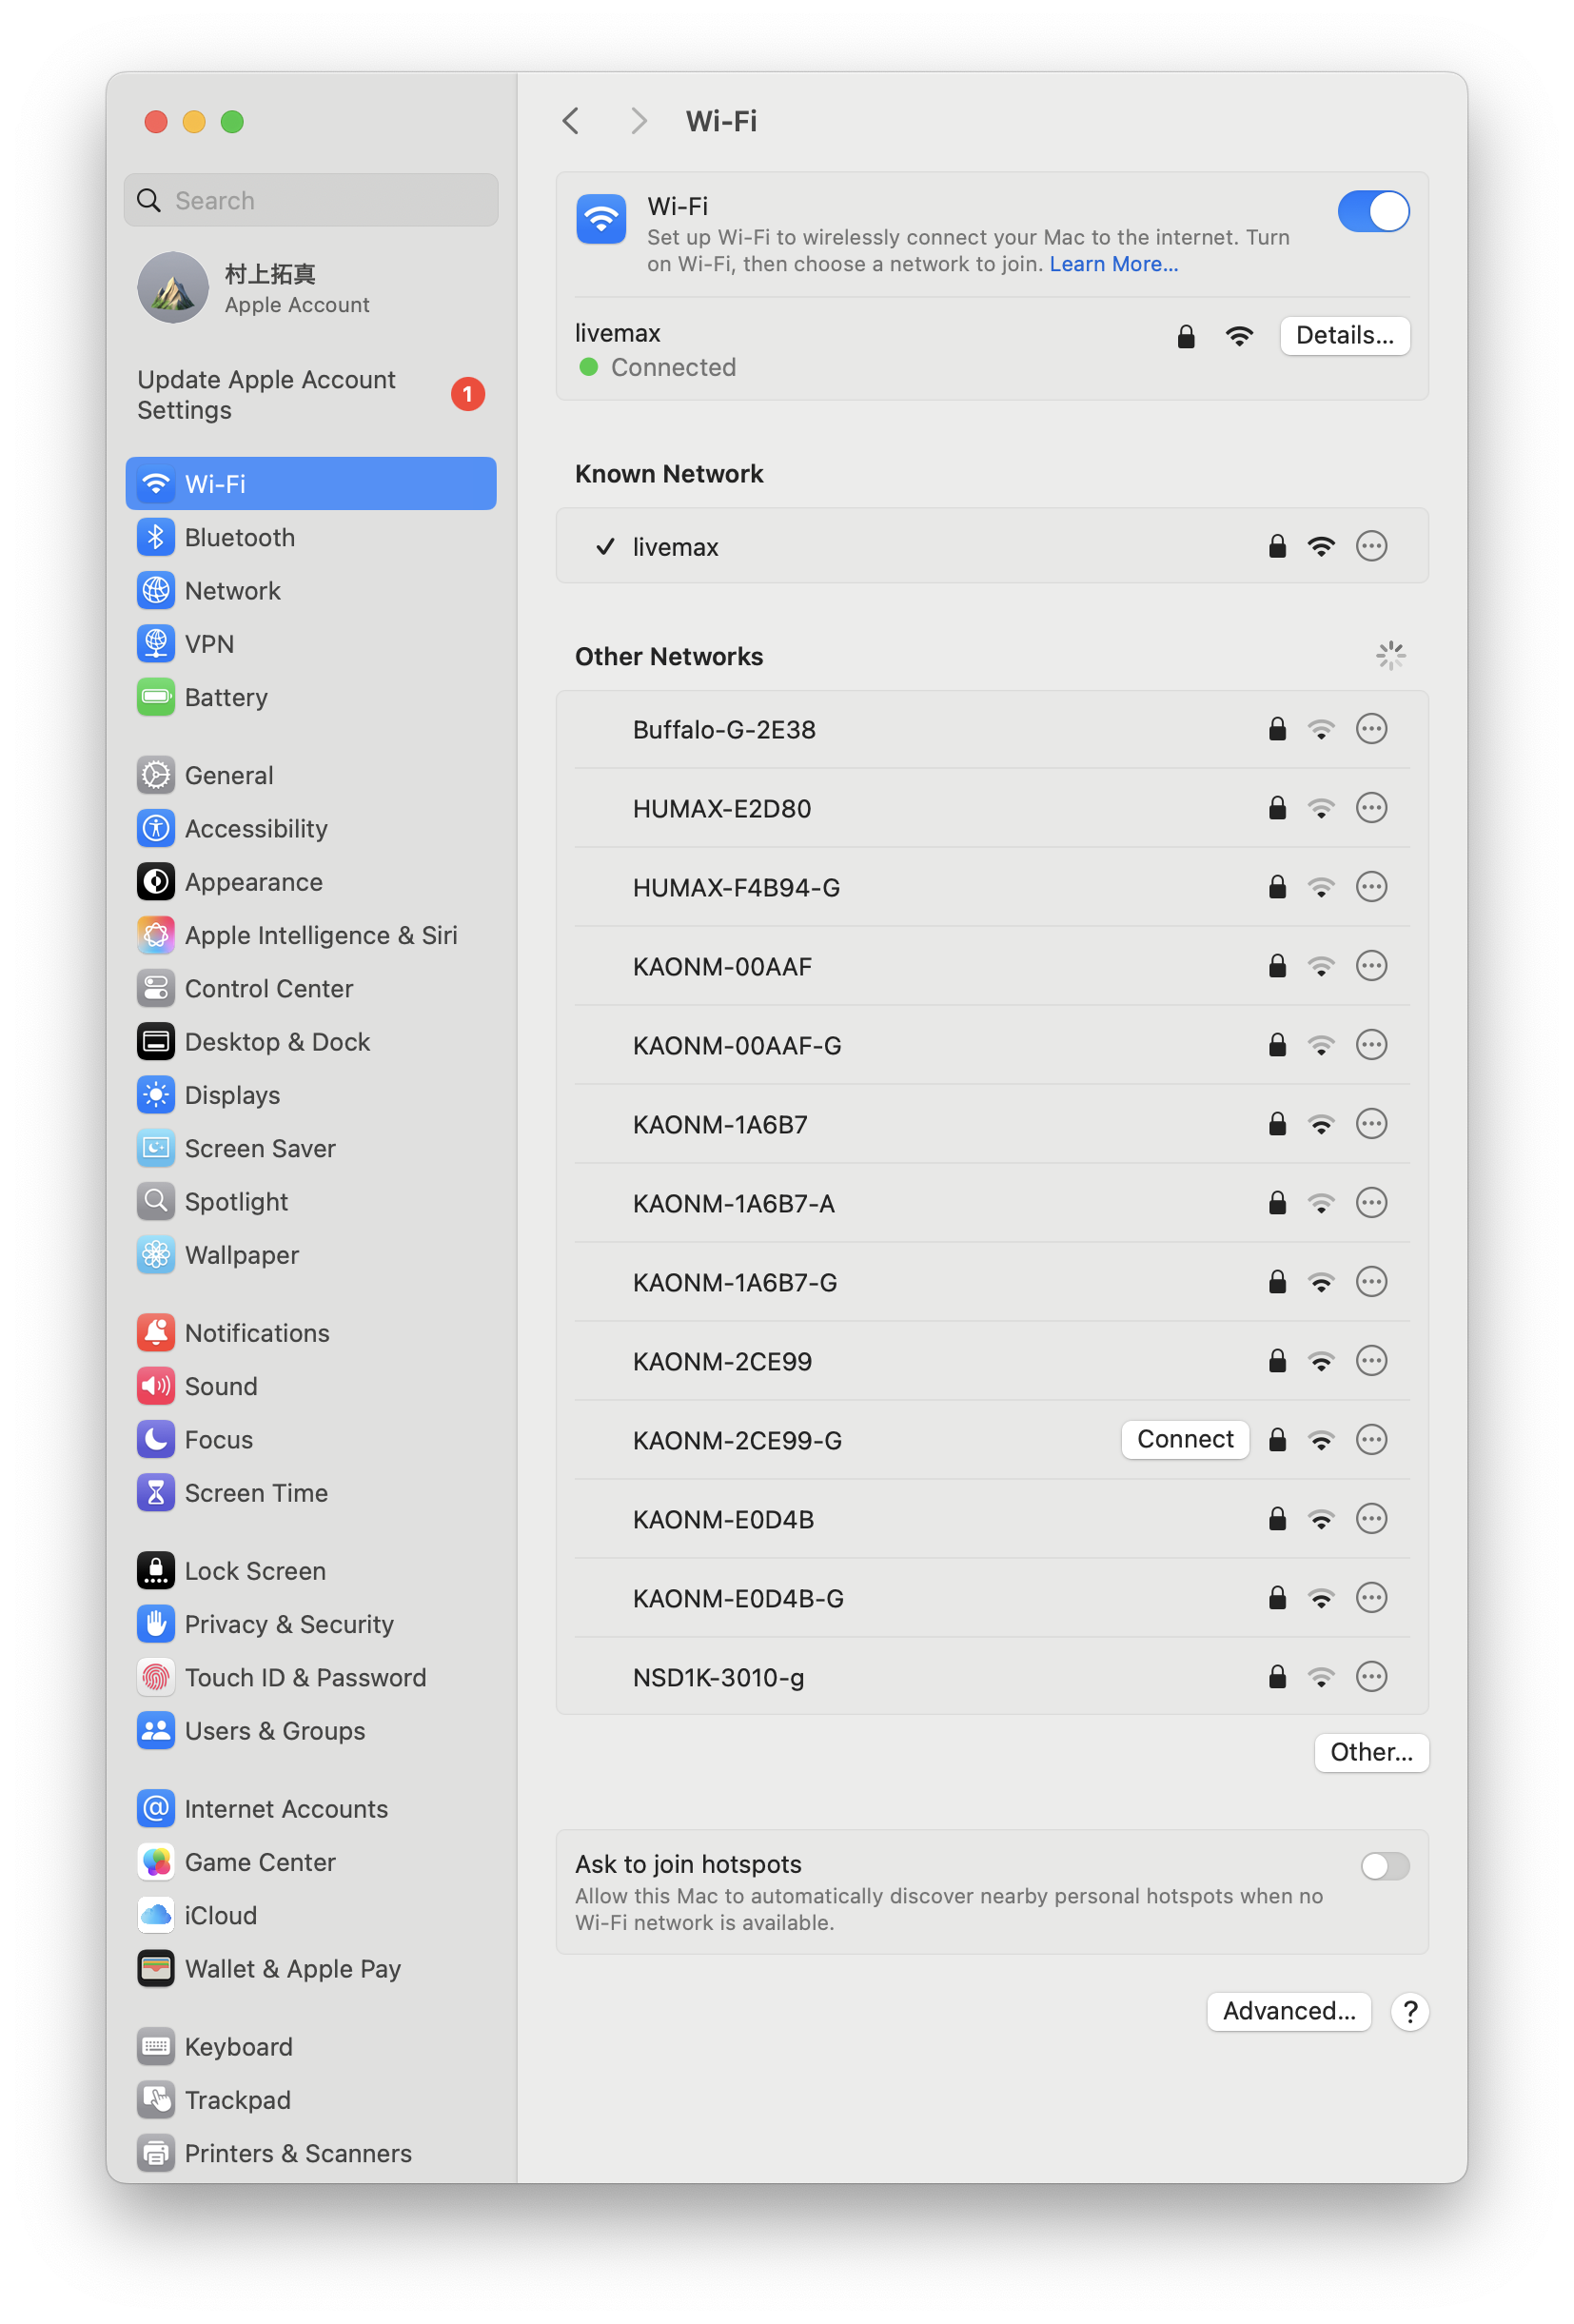 Search
村上拓真
Apple Account
Update Apple Account
Settings
1
Wi-Fi
Bluetooth
Network
VPN
Battery
General
Accessibility
Appearance
Apple Intelligence & Siri
Control Center
Desktop & Dock
Displays
Screen Saver
Spotlight
Wallpaper
Notifications
Sound
Focus
Screen Time
Lock Screen
Privacy & Security
Touch ID & Password
Users & Groups
Internet Accounts
Game Center
iCloud
Wallet & Apple Pay
Keyboard
Trackpad
Printers & Scanners
Wi-Fi
Wi-Fi
Set up Wi-Fi to wirelessly connect your Mac to the internet. Turn
on Wi-Fi, then choose a network to join. Learn More...
livemax
Details...
Connected
Known Network
livemax
Other Networks
Buffalo-G-2E38
HUMAX-E2D80
HUMAX-F4B94-G
KAONM-00AAF
KAONM-00AAF-G
KAONM-1A6B7
KAONM-1A6B7-A
KAONM-1A6B7-G
KAONM-2CE99
KAONM-2CE99-G Connect
KAONM-E0D4B
KAONM-E0D4B-G
NSD1K-3010-g
Other...
Ask to join hotspots
Allow this Mac to automatically discover nearby personal hotspots when no
Wi-Fi network is available.
Advanced... ?